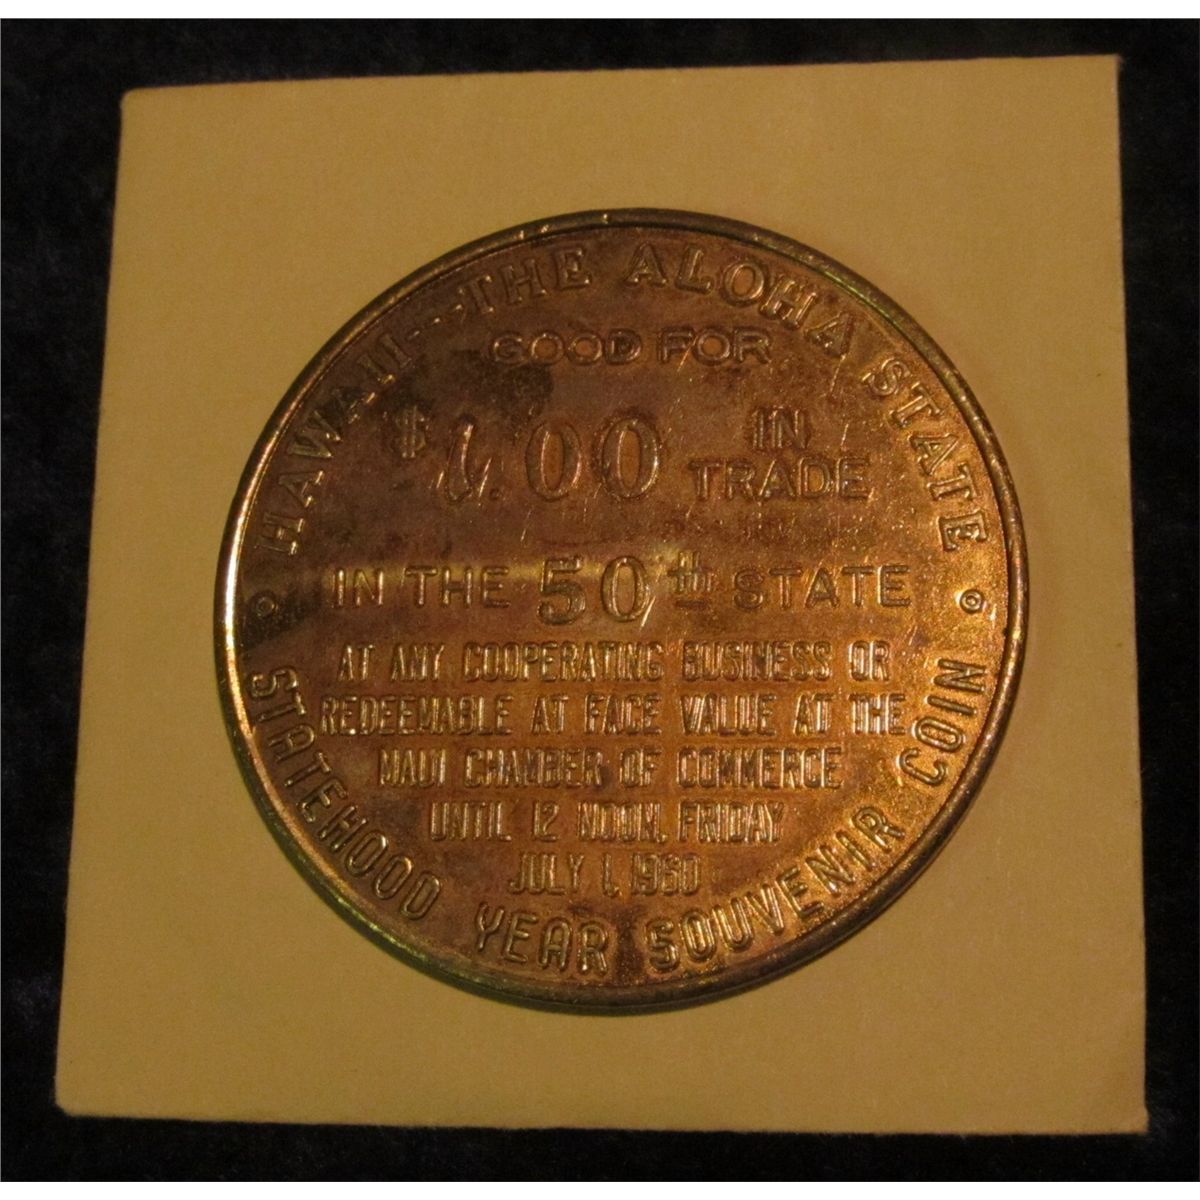 HAWAII---THE ALOHA STATE
GOOD FOR
$1.00 IN TRADE
IN THE 50th STATE
AT ANY COOPERATING BUSINESS OR
REDEEMABLE AT FACE VALUE AT THE
MAUI CHAMBER OF COMMERCE
UNTIL 12 NOON, FRIDAY
JULY 1, 1960
STATEHOOD YEAR SOUVENIR COIN